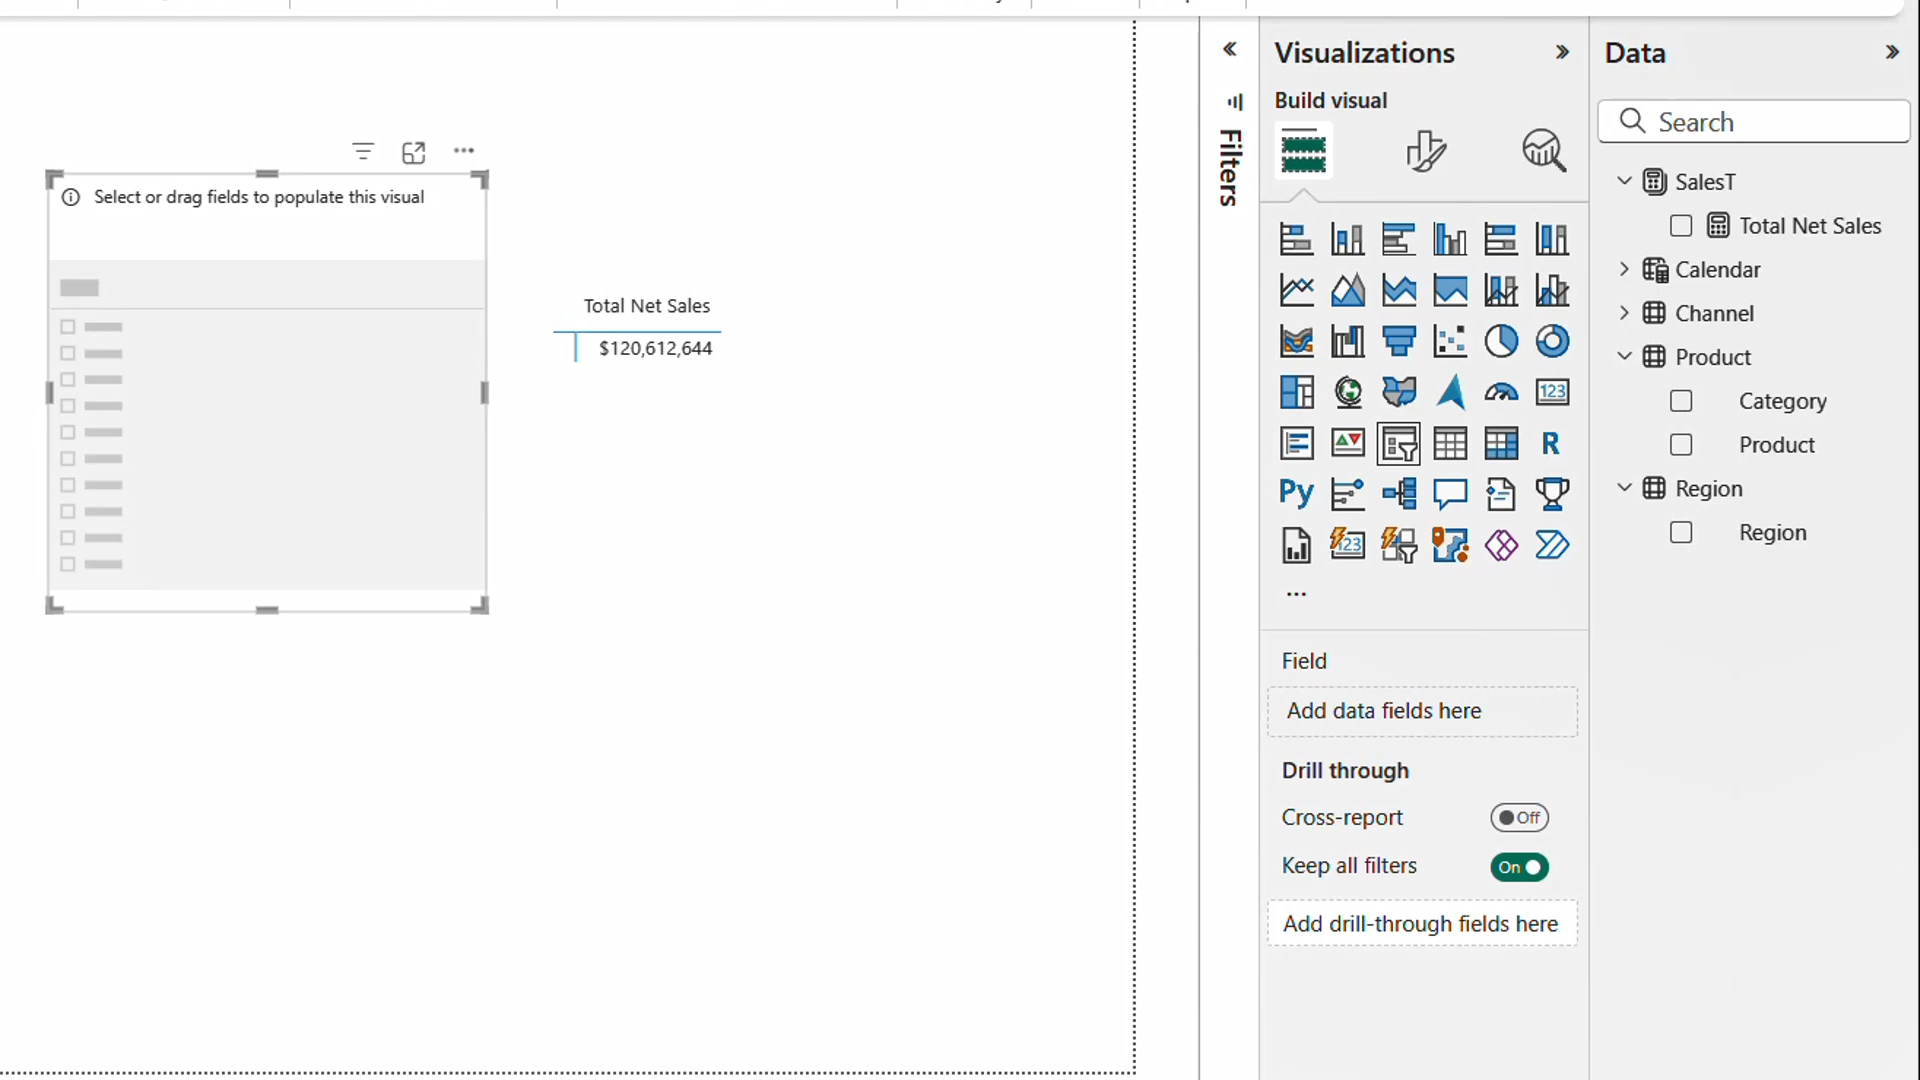 Select or drag fields to populate this visual
Total Net Sales
$120,612,644
Filters
Visualizations
Build visual
123
R
Py
123
Field
Add data fields here
Drill through
Cross-report
Off
Keep all filters
On
Add drill-through fields here
Data
Search
SalesT
Total Net Sales
Calendar
Channel
Product
Category
Product
Region
Region